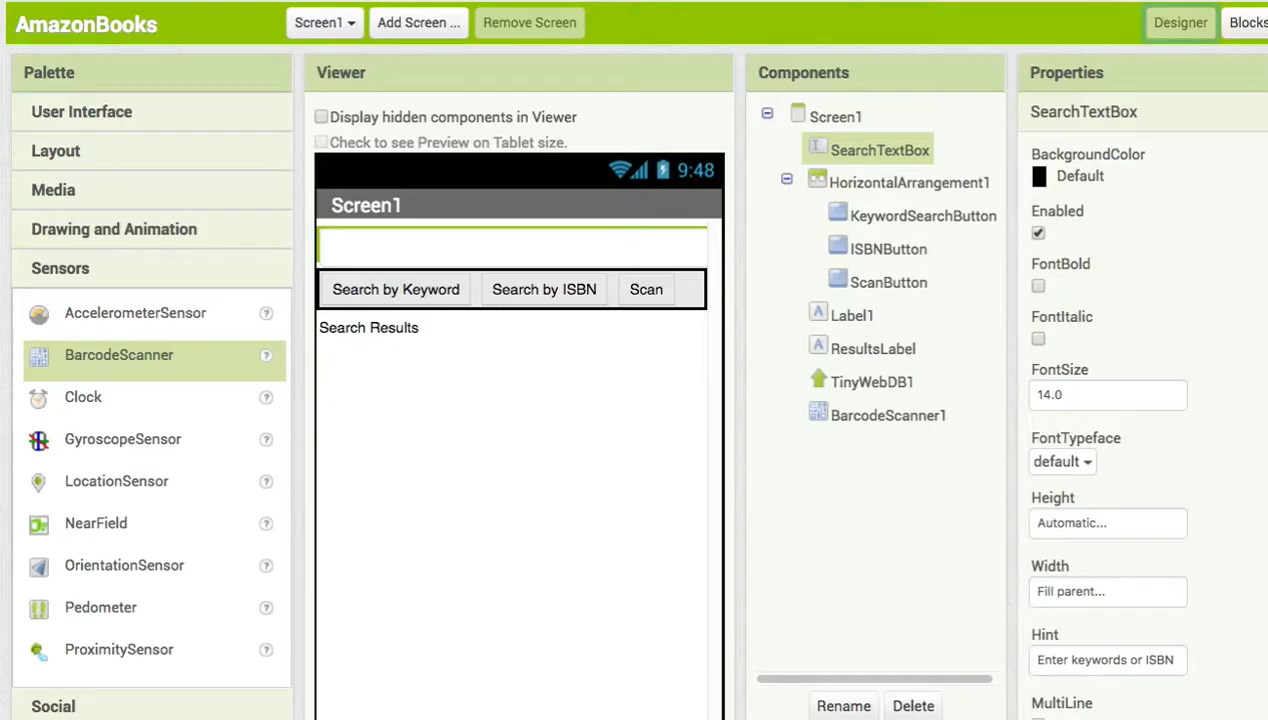 AmazonBooks
Screen1
Add Screen ...
Remove Screen
Designer
Blocks
Palette
User Interface
Layout
Media
Drawing and Animation
Sensors
AccelerometerSensor ?
BarcodeScanner ?
Clock ?
GyroscopeSensor ?
LocationSensor ?
NearField ?
OrientationSensor ?
Pedometer ?
ProximitySensor ?
Social
Viewer
Display hidden components in Viewer
Check to see Preview on Tablet size.
9:48
Screen1
Search by Keyword
Search by ISBN
Scan
Search Results
Components
Screen1
SearchTextBox
HorizontalArrangement1
KeywordSearchButton
ISBNButton
ScanButton
A Label1
A ResultsLabel
TinyWebDB1
BarcodeScanner1
Rename
Delete
Properties
SearchTextBox
BackgroundColor
Default
Enabled
FontBold
FontItalic
FontSize
14.0
FontTypeface
default
Height
Automatic...
Width
Fill parent...
Hint
Enter keywords or ISBN
MultiLine